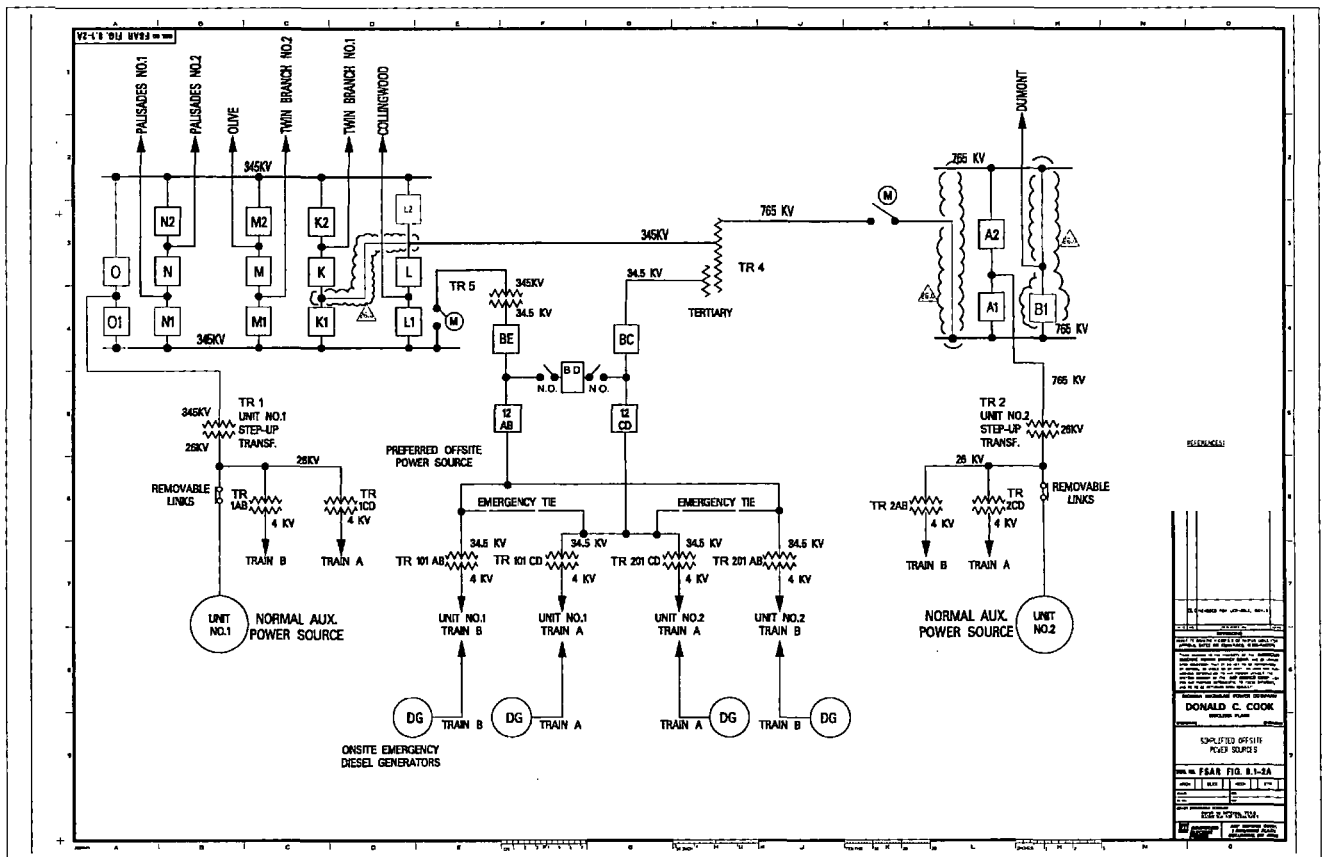 A B C D E F G H J K L M N O
FSAR FIG. 8.1-2A
PALISADES NO.1
PALISADES NO.2
OLIVE
TWIN BRANCH NO.2
TWIN BRANCH NO.1
COLLINGWOOD
DUMONT
345KV
765 KV
N2 M2 K2 L2
M
765 KV
A2
345KV
O N M K L
TR 5
345KV
34.5 KV
34.5 KV
TR 4
TERTIARY
O1 N1 M1 K1 L1
M
A1 B1
345KV
BE
BC
765 KV
N.O.
BD
N.O.
765 KV
12 AB
12 CD
345KV
26KV
TR 1
UNIT NO.1
STEP-UP
TRANSF.
TR 2
UNIT NO.2
STEP-UP
TRANSF.
26KV
REFERENCES:
PREFERRED OFFSITE
POWER SOURCE
26KV
26 KV
REMOVABLE
LINKS
TR 1AB
4 KV
TR 1CD
4 KV
EMERGENCY TIE
EMERGENCY TIE
TR 2AB
4 KV
TR 2CD
4 KV
REMOVABLE
LINKS
TRAIN B
TRAIN A
TRAIN B
TRAIN A
34.5 KV
34.5 KV
34.5 KV
34.5 KV
TR 101 AB
TR 101 CD
TR 201 CD
TR 201 AB
4 KV
4 KV
4 KV
4 KV
UNIT NO.1
NORMAL AUX.
POWER SOURCE
UNIT NO.1
TRAIN B
UNIT NO.1
TRAIN A
UNIT NO.2
TRAIN A
UNIT NO.2
TRAIN B
NORMAL AUX.
POWER SOURCE
UNIT NO.2
DG
TRAIN B
DG
TRAIN A
TRAIN A
DG
TRAIN B
DG
ONSITE EMERGENCY
DIESEL GENERATORS
DONALD C. COOK
NUCLEAR PLANT
SIMPLIFIED OFFSITE
POWER SOURCES
FSAR FIG. 8.1-2A